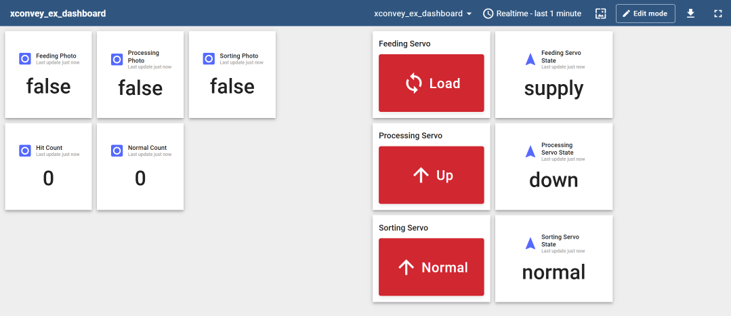 xconvey_ex_dashboard
xconvey_ex_dashboard
Realtime - last 1 minute
Edit mode
Feeding Photo
Last update just now
false
Processing
Photo
Last update just now
false
Sorting Photo
Last update just now
false
Hit Count
Last update just now
0
Normal Count
Last update just now
0
Feeding Servo
Load
Feeding Servo
State
Last update just now
supply
Processing Servo
Up
Processing
Servo State
Last update just now
down
Sorting Servo
Normal
Sorting Servo
State
Last update just now
normal